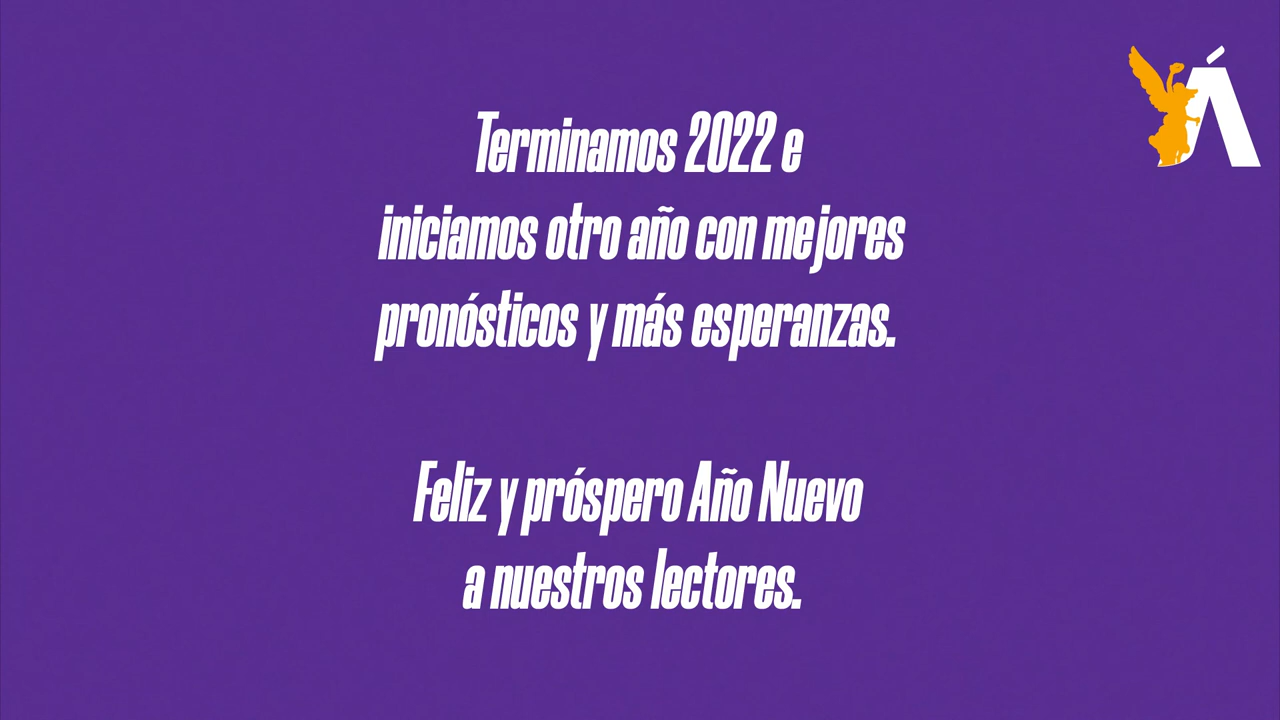 Á
Terminamos 2022 e
iniciamos otro año con mejores
pronósticos y más esperanzas.
Feliz y próspero Año Nuevo
a nuestros lectores.